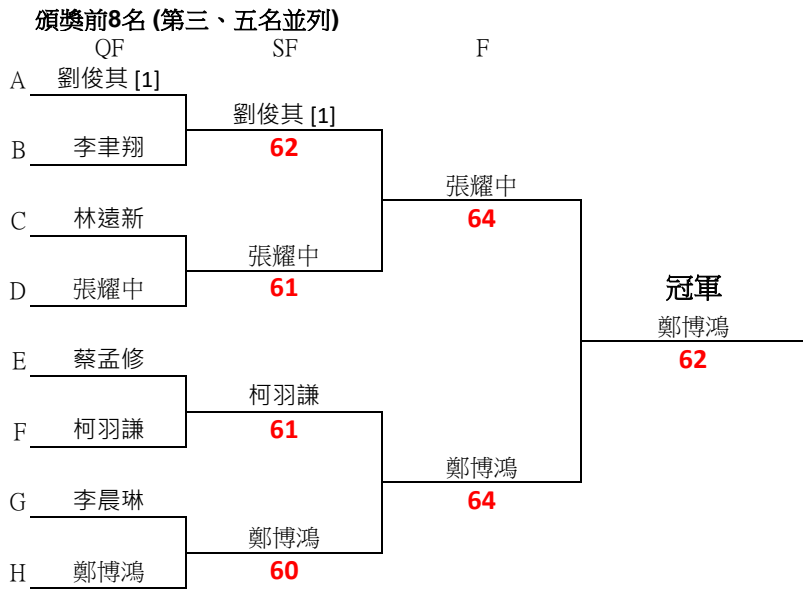 頒獎前8名 (第三、五名並列)
QF SF F
A 劉俊其 [1]
劉俊其 [1]
B 李聿翔 62
張耀中
C 林遠新 64
張耀中
D 張耀中 61 冠軍
鄭博鴻
E 蔡孟修 62
柯羽謙
F 柯羽謙 61
鄭博鴻
G 李晨琳 64
鄭博鴻
H 鄭博鴻 60